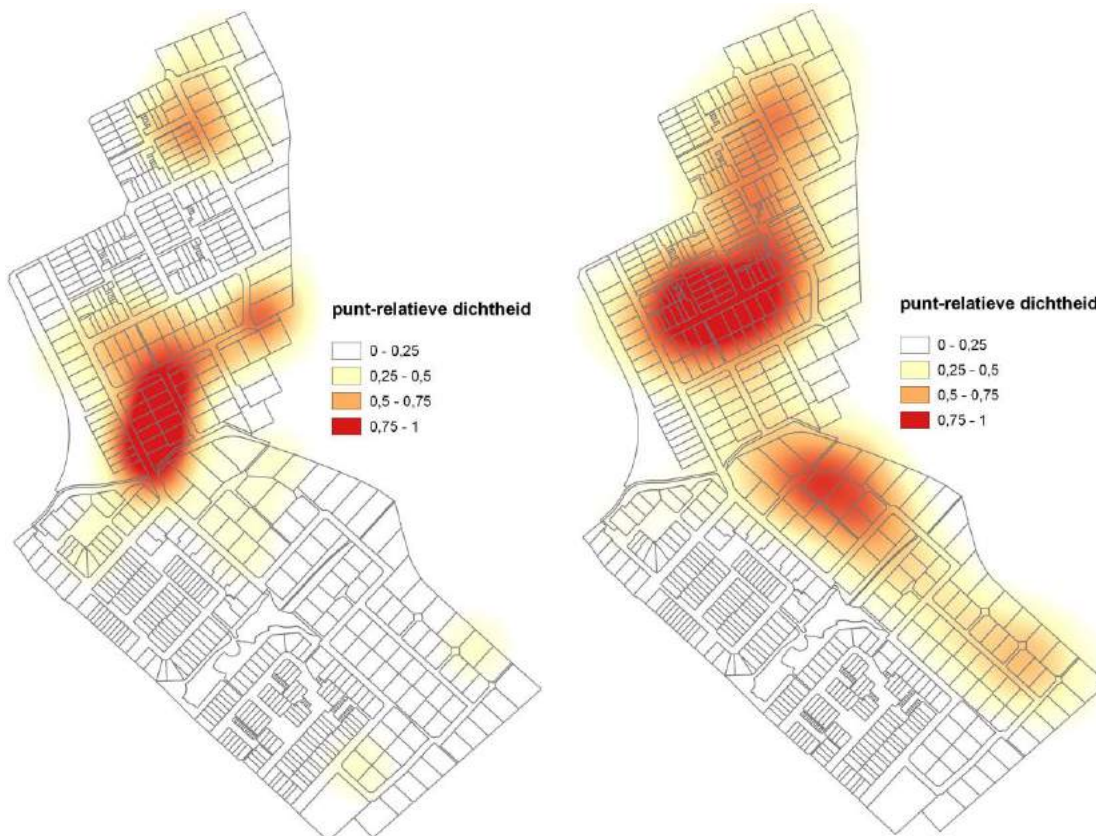 punt-relatieve dichtheid
0 - 0,25
0,25 - 0,5
0,5 - 0,75
0,75 - 1
punt-relatieve dichtheid
0 - 0,25
0,25 - 0,5
0,5 - 0,75
0,75 - 1